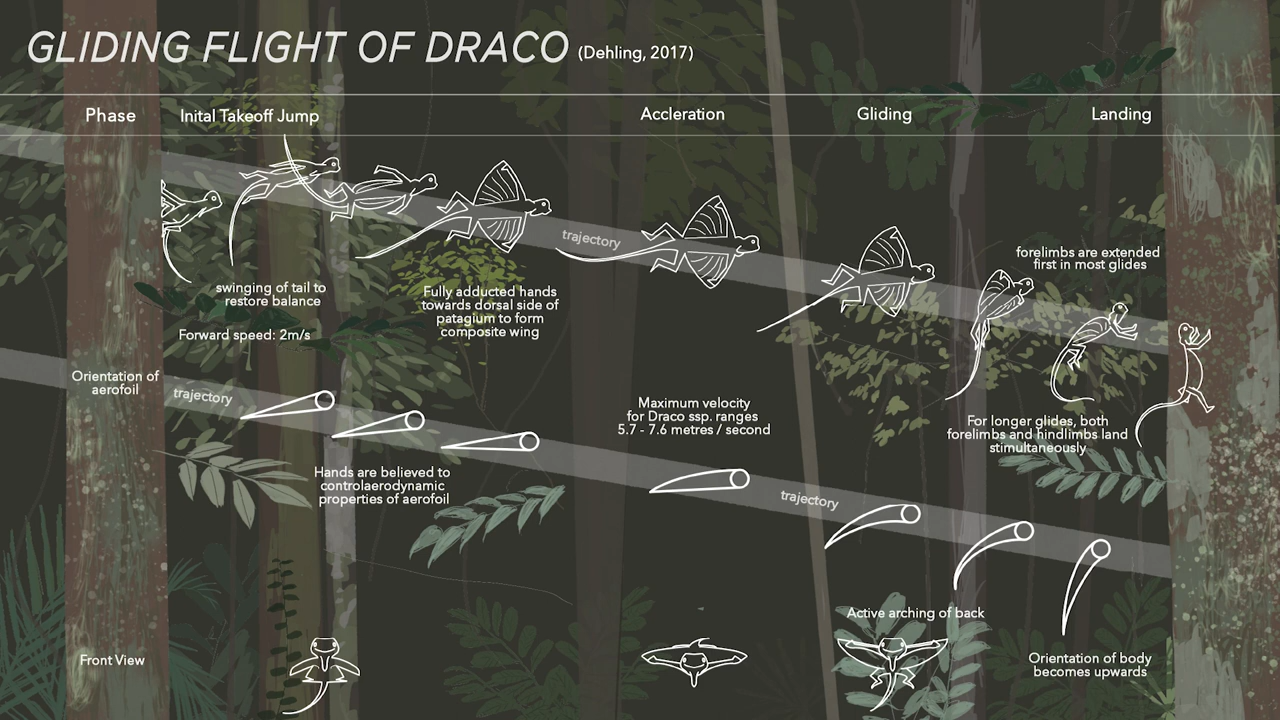 GLIDING FLIGHT OF DRACO (Dehling, 2017)
Phase
Inital Takeoff Jump
Accleration
Gliding
Landing
trajectory
forelimbs are extended
first in most glides
swinging of tail to
restore balance
Forward speed: 2m/s
Fully adducted hands
towards dorsal side of
patagium to form
composite wing
Orientation of
aerofoil
trajectory
Maximum velocity
for Draco ssp. ranges
5.7 - 7.6 metres / second
For longer glides, both
forelimbs and hindlimbs land
stimultaneously
Hands are believed to
controlaerodynamic
properties of aerofoil
trajectory
Active arching of back
Front View
Orientation of body
becomes upwards